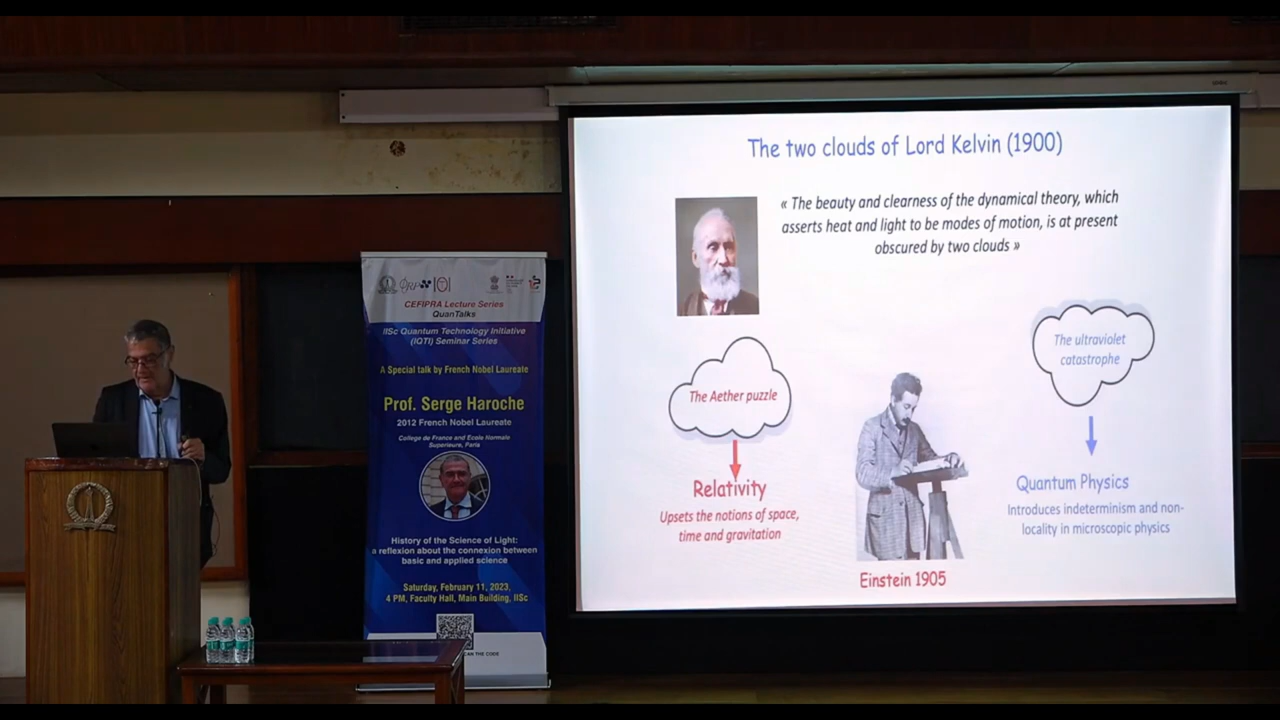 CEFIPRA Lecture Series
QuanTalks
IISc Quantum Technology Initiative
(IQTI) Seminar Series
A Special talk by French Nobel Laureate
Prof. Serge Haroche
2012 French Nobel Laureate
College de France and Ecole Normale
Superieure, Paris
History of the Science of Light:
a reflexion about the connexion between
basic and applied science
Saturday, February 11, 2023,
4 PM, Faculty Hall, Main Building, IISc
CAN THE CODE
The two clouds of Lord Kelvin (1900)
« The beauty and clearness of the dynamical theory, which
asserts heat and light to be modes of motion, is at present
obscured by two clouds »
The Aether puzzle
Relativity
Upsets the notions of space,
time and gravitation
Einstein 1905
The ultraviolet
catastrophe
Quantum Physics
Introduces indeterminism and non-
locality in microscopic physics